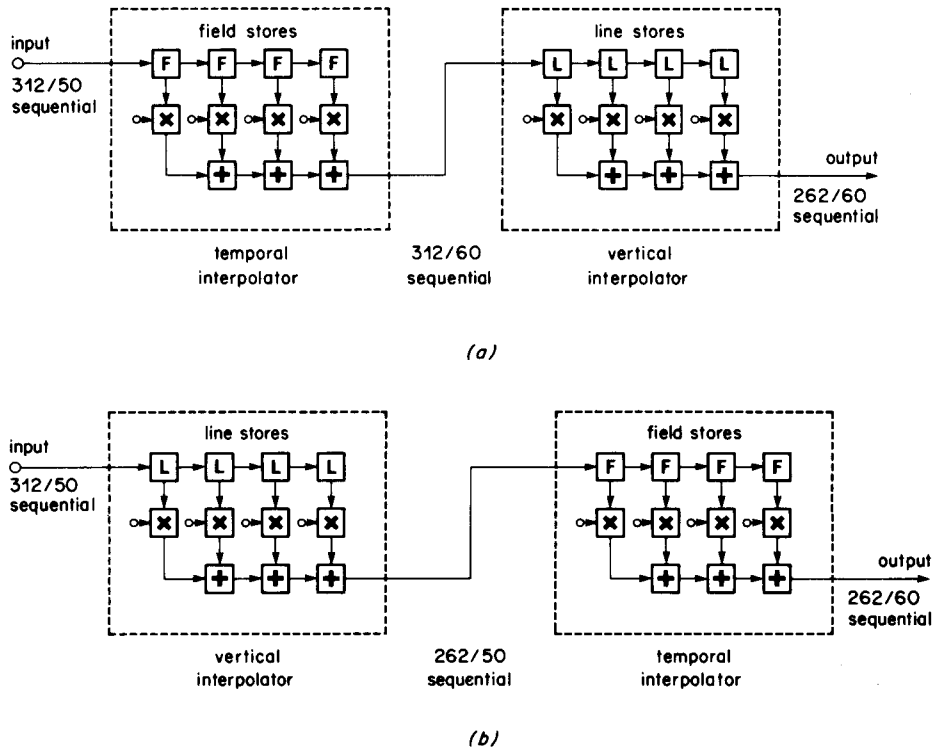 field stores
line stores
input
F F F F
L L L L
312/50
sequential
output
262/60
sequential
temporal
interpolator
312/60
sequential
vertical
interpolator
(a)
line stores
field stores
input
L L L L
F F F F
312/50
sequential
output
262/60
sequential
vertical
interpolator
262/50
sequential
temporal
interpolator
(b)